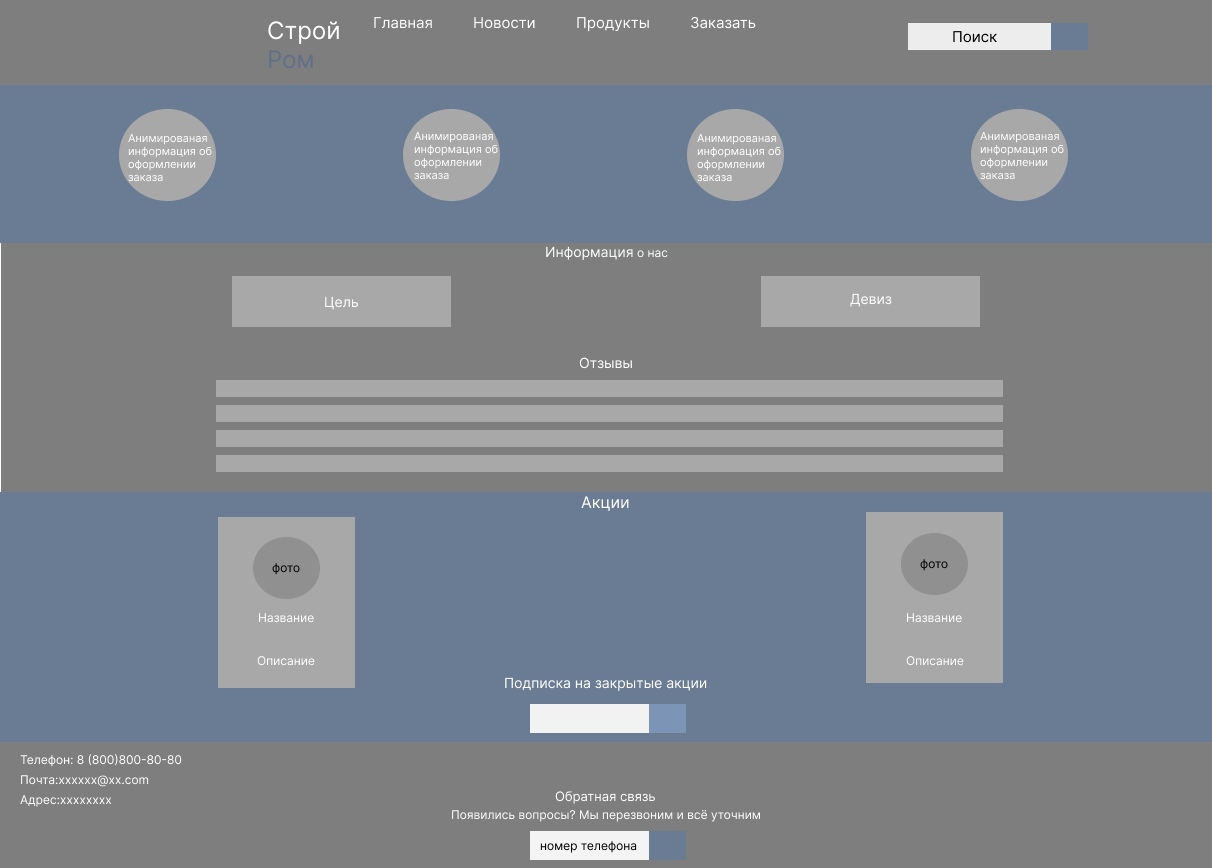 Строй
Ром
Главная
Новости
Продукты
Заказать
Поиск
Анимированая
информация об
оформлении
заказа
Анимированая
информация об
оформлении
заказа
Анимированая
информация об
оформлении
заказа
Анимированая
информация об
оформлении
заказа
Информация о нас
Цель
Девиз
Отзывы
Акции
фото
Название
Описание
фото
Название
Описание
Подписка на закрытые акции
Телефон: 8 (800)800-80-80
Почта:xxxxxx@xx.com
Адрес:xxxxxxxx
Обратная связь
Появились вопросы? Мы перезвоним и всё уточним
номер телефона